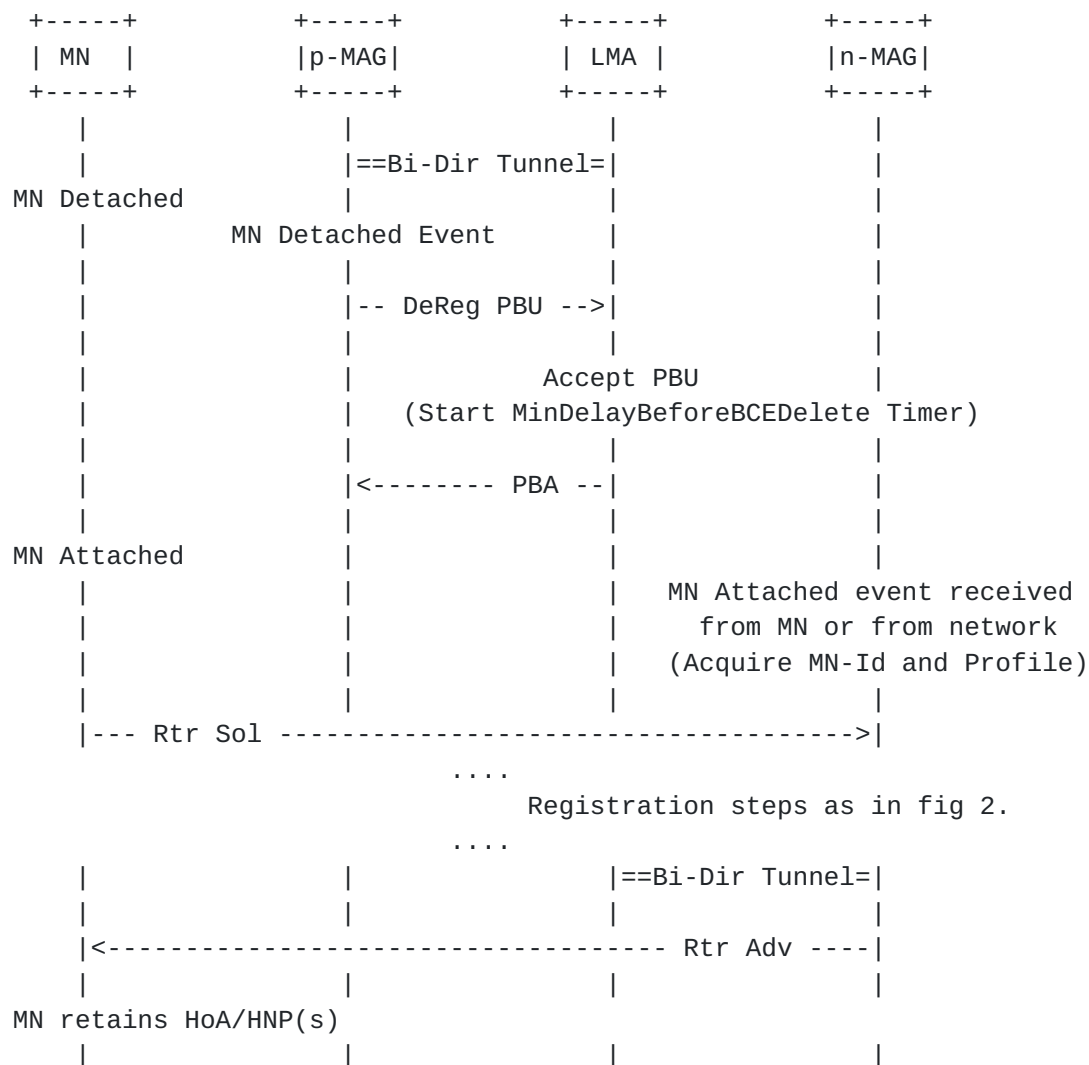 +-----+          +-----+          +-----+          +-----+
 | MN  |          |p-MAG|          | LMA |          |n-MAG|
 +-----+          +-----+          +-----+          +-----+
    |                |                |                |
    |                |==Bi-Dir Tunnel=|                |
MN Detached          |                |                |
    |         MN Detached Event       |                |
    |                |                |                |
    |                |-- DeReg PBU -->|                |
    |                |                |                |
    |                |            Accept PBU           |
    |                |   (Start MinDelayBeforeBCEDelete Timer)
    |                |                |                |
    |                |<-------- PBA --|                |
    |                |                |                |
MN Attached          |                |                |
    |                |                |   MN Attached event received
    |                |                |     from MN or from network
    |                |                |   (Acquire MN-Id and Profile)
    |                |                |                |
    |--- Rtr Sol ------------------------------------->|
                           ....
                                Registration steps as in fig 2.
                           ....
    |                |                |==Bi-Dir Tunnel=|
    |                |                |                |
    |<------------------------------------ Rtr Adv ----|
    |                |                |                |
MN retains HoA/HNP(s)
    |                |                |                |